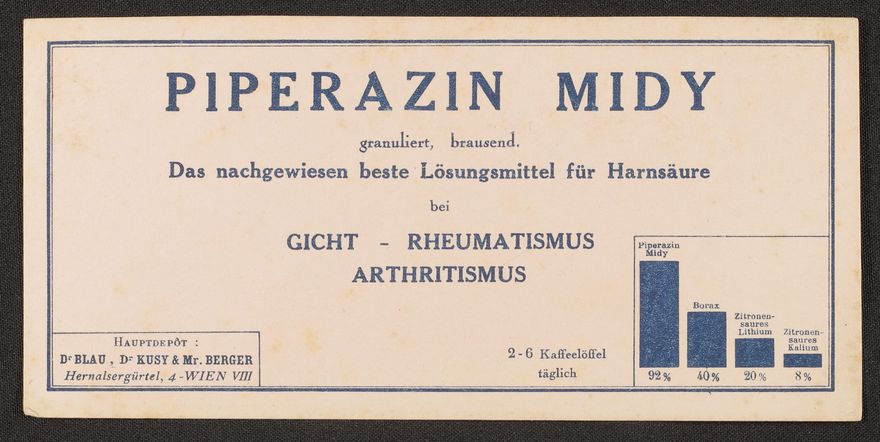 PIPERAZIN MIDY
granuliert, brausend.
Das nachgewiesen beste Lösungsmittel für Harnsäure
bei
GICHT - RHEUMATISMUS
ARTHRITISMUS
HAUPTDEPÔT :
Dr BLAU, Dr KUSY & Mr. BERGER
Hernalsergürtel, 4 - WIEN VIII
2-6 Kaffeelöffel
täglich
Piperazin
Midy
92 %
Borax
40 %
Zitronen-
saures
Lithium
20 %
Zitronen-
saures
Kalium
8 %